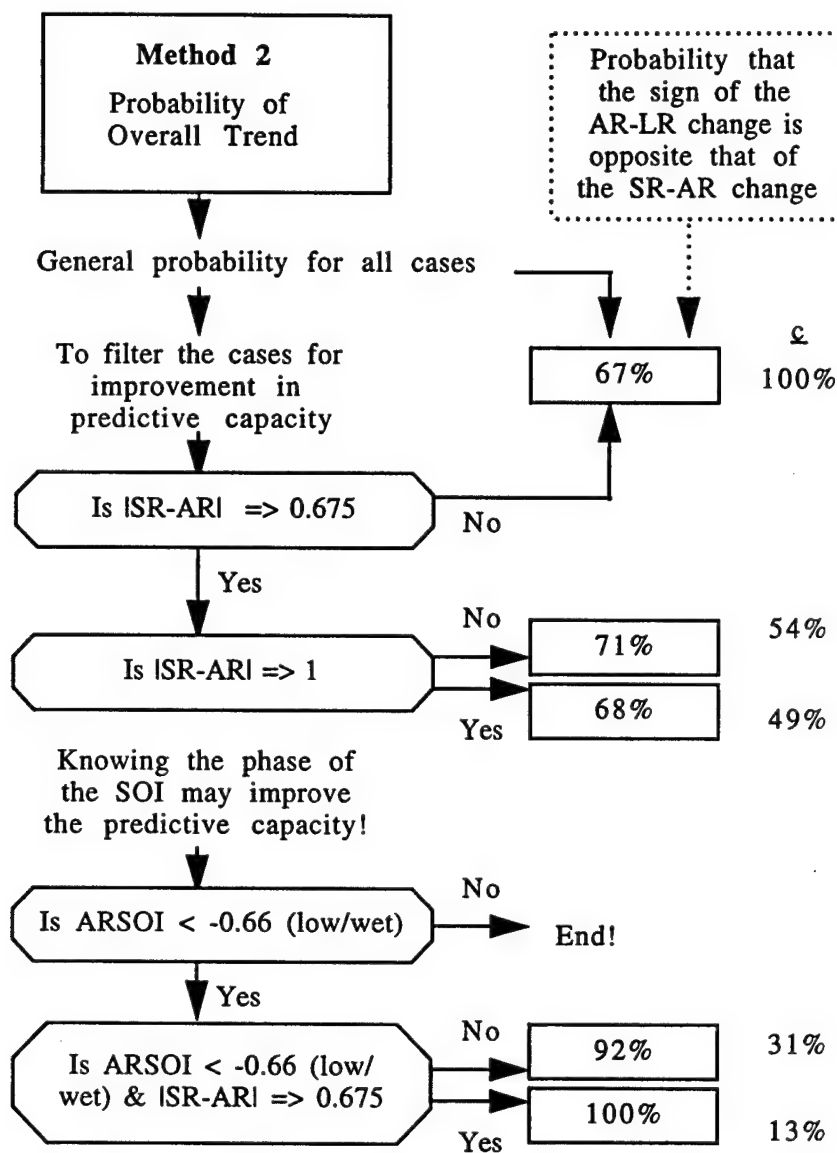 Method 2
Probability of
Overall Trend
Probability that
the sign of the
AR-LR change is
opposite that of
the SR-AR change
General probability for all cases
c
67%
100%
To filter the cases for
improvement in
predictive capacity
Is |SR-AR| => 0.675
No
Yes
Is |SR-AR| => 1
No
71%
54%
Yes
68%
49%
Knowing the phase of
the SOI may improve
the predictive capacity!
Is ARSOI < -0.66 (low/wet)
No
End!
Yes
Is ARSOI < -0.66 (low/
wet) & |SR-AR| => 0.675
No
92%
31%
Yes
100%
13%